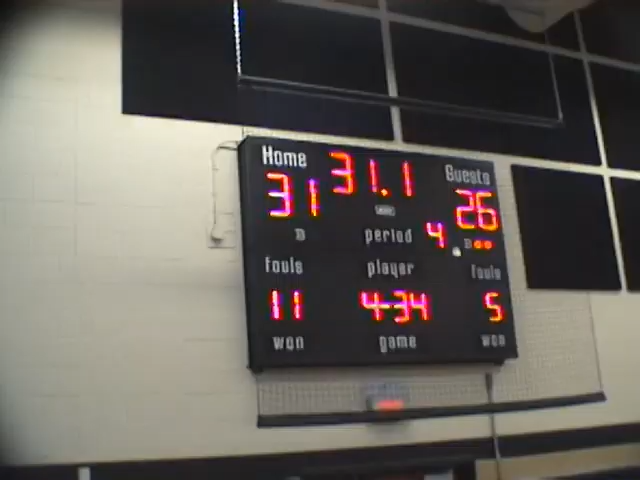 Home 31.1 Guests
31 26
B period 4 B
fouls player fouls
11 4-34 5
won game won